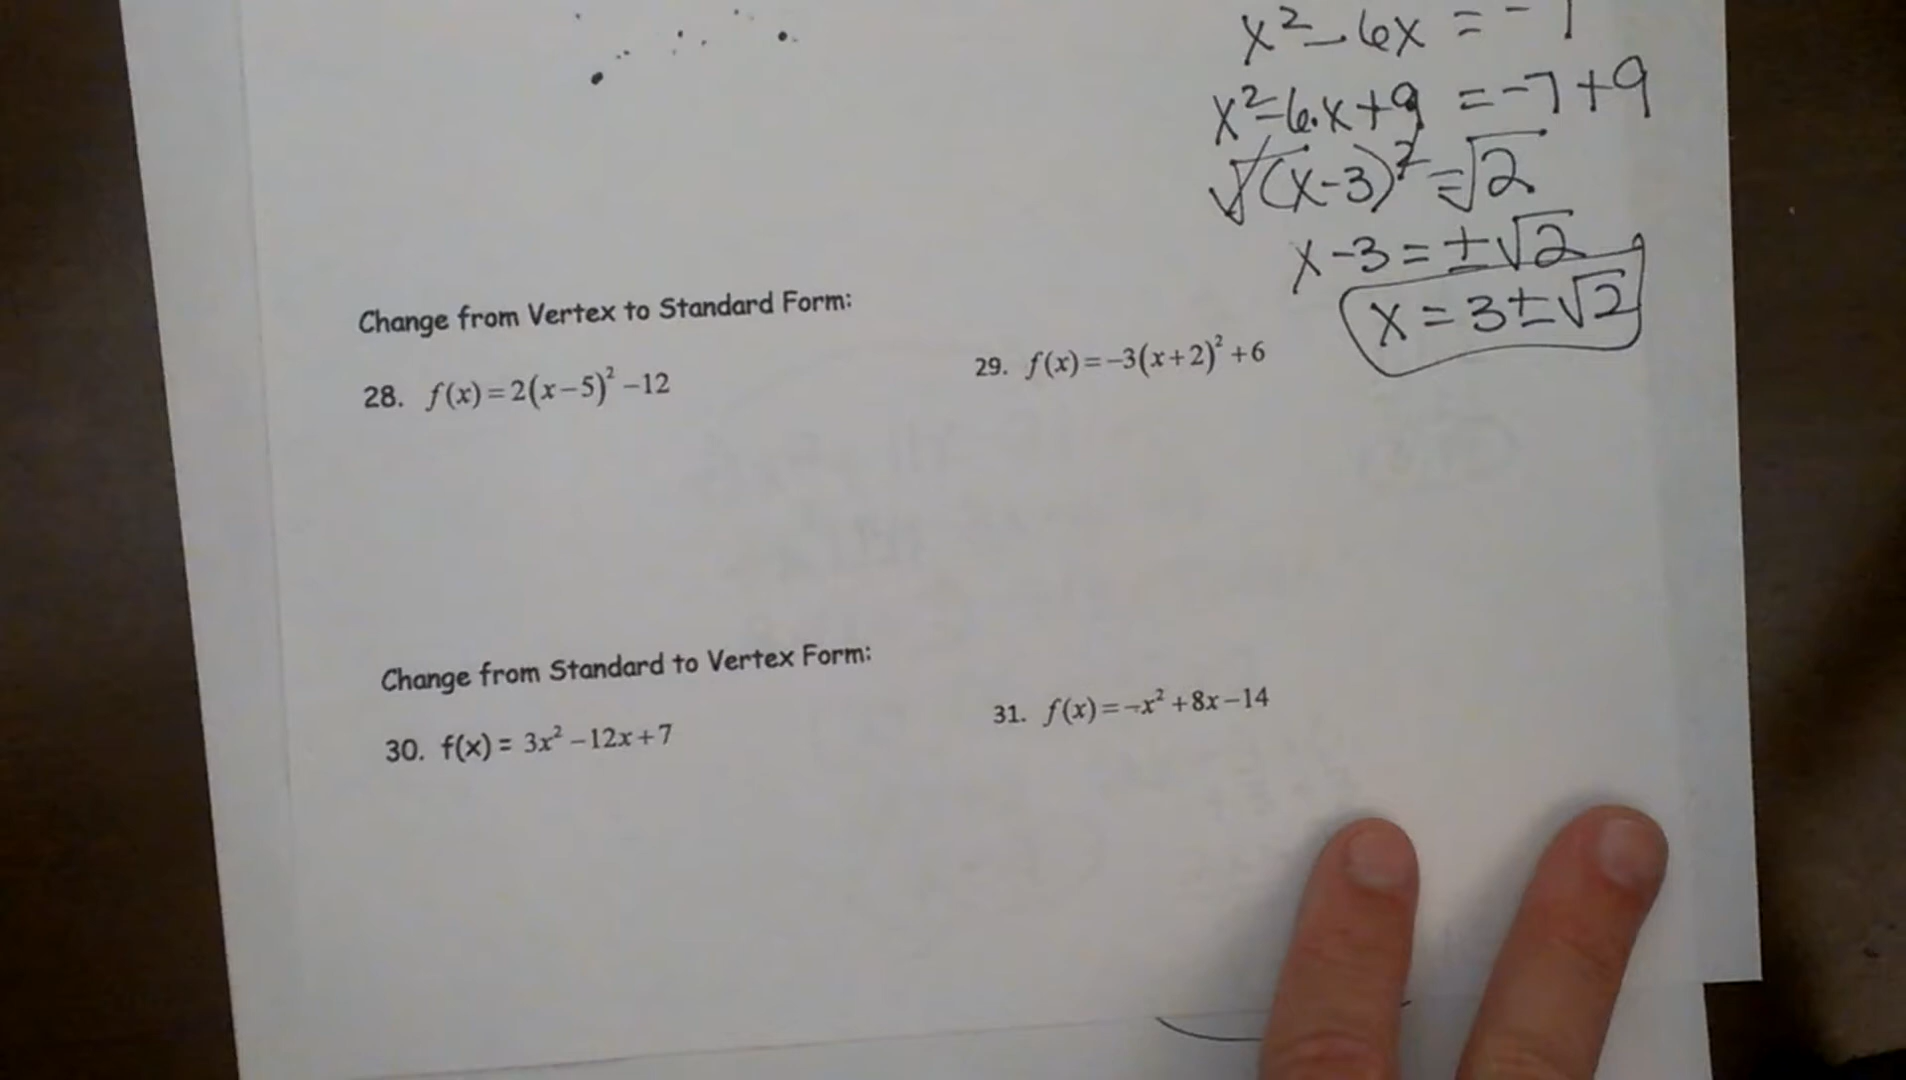 x² - 6x = -7
x² - 6x + 9 = -7 + 9
√(x-3)² = √2
x - 3 = ±√2
x = 3 ± √2
Change from Vertex to Standard Form:
28. f(x) = 2(x-5)² - 12
29. f(x) = -3(x+2)² + 6
Change from Standard to Vertex Form:
30. f(x) = 3x² - 12x + 7
31. f(x) = -x² + 8x - 14